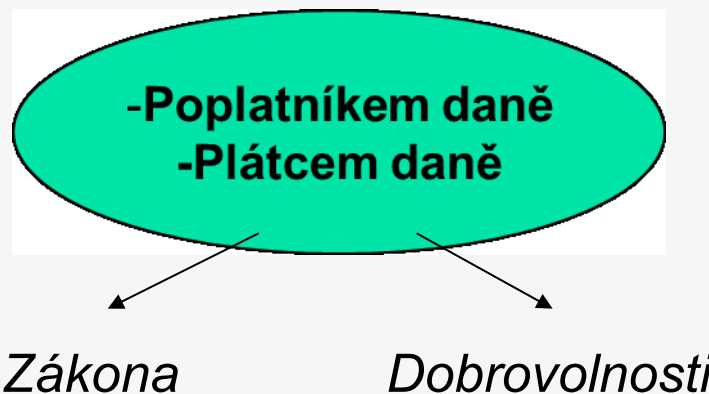 -Poplatníkem daně
-Plátcem daně
Zákona
Dobrovolnosti